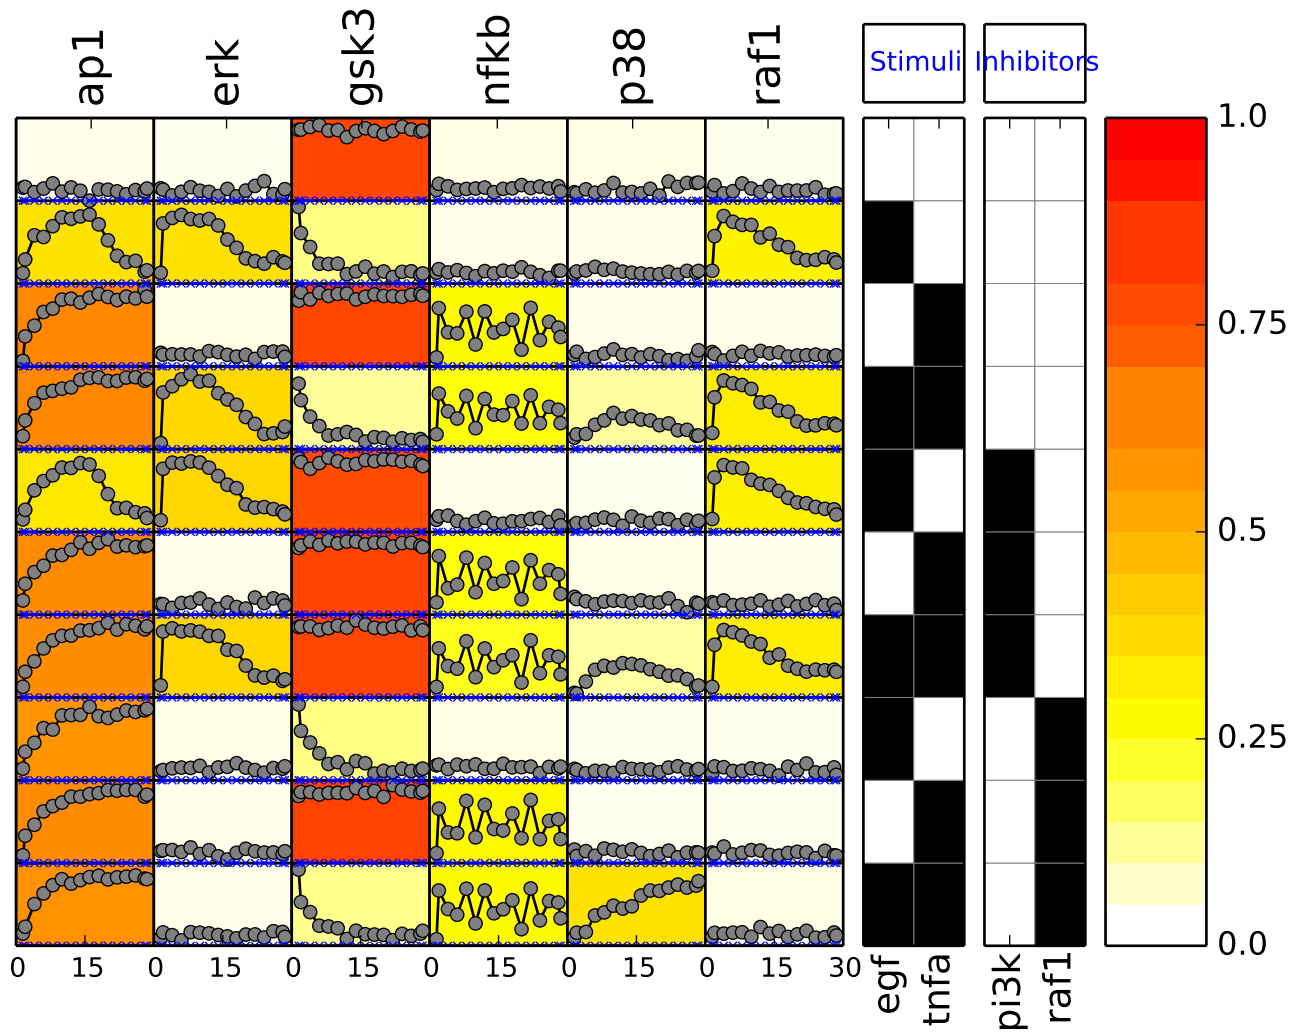 ap1 erk gsk3 nfkb p38 raf1
Stimuli Inhibitors
1.0
0.75
0.5
0.25
0.0
0 15 0 15 0 15 0 15 0 15 0 15 30
egf tnfa pi3k raf1